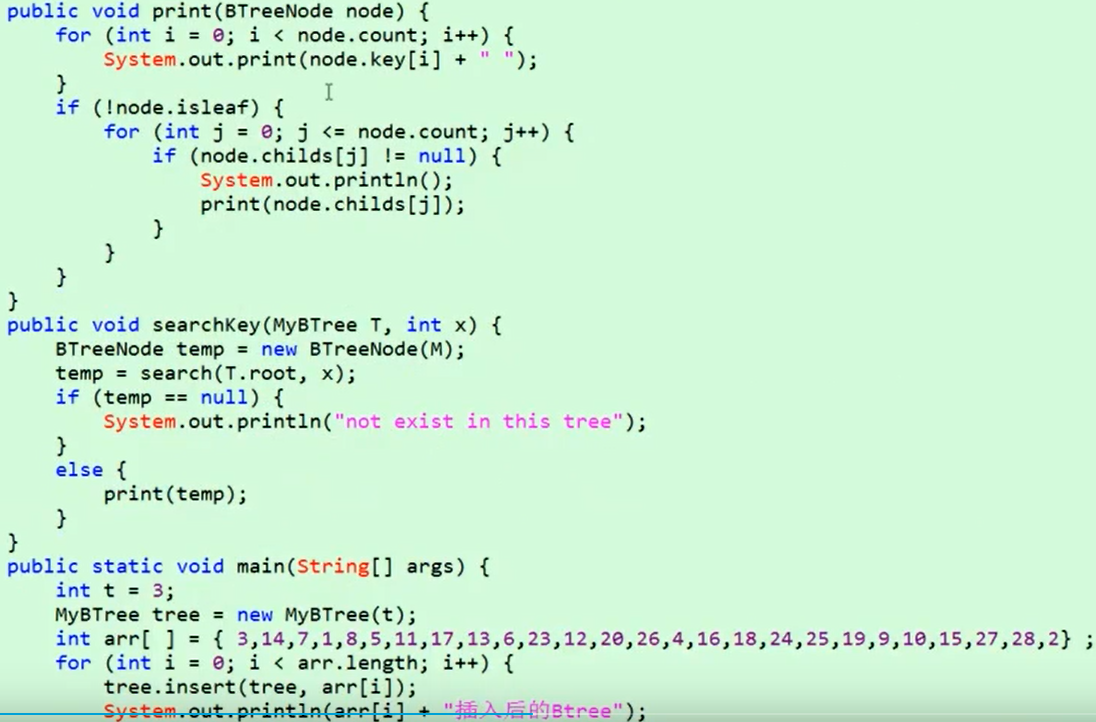 public void print(BTreeNode node) {
    for (int i = 0; i < node.count; i++) {
        System.out.print(node.key[i] + " ");
    }
    if (!node.isleaf) {
        for (int j = 0; j <= node.count; j++) {
            if (node.childs[j] != null) {
                System.out.println();
                print(node.childs[j]);
            }
        }
    }
}
public void searchKey(MyBTree T, int x) {
    BTreeNode temp = new BTreeNode(M);
    temp = search(T.root, x);
    if (temp == null) {
        System.out.println("not exist in this tree");
    }
    else {
        print(temp);
    }
}
public static void main(String[] args) {
    int t = 3;
    MyBTree tree = new MyBTree(t);
    int arr[ ] = { 3,14,7,1,8,5,11,17,13,6,23,12,20,26,4,16,18,24,25,19,9,10,15,27,28,2} ;
    for (int i = 0; i < arr.length; i++) {
        tree.insert(tree, arr[i]);
        System.out.println(arr[i] + "插入后的Btree");